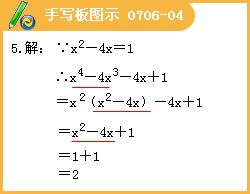 手写板图示 0706-04
5.解： ∵x²-4x=1
∴x⁴-4x³-4x+1
=x²(x²-4x)-4x+1
=x²-4x+1
=1+1
=2